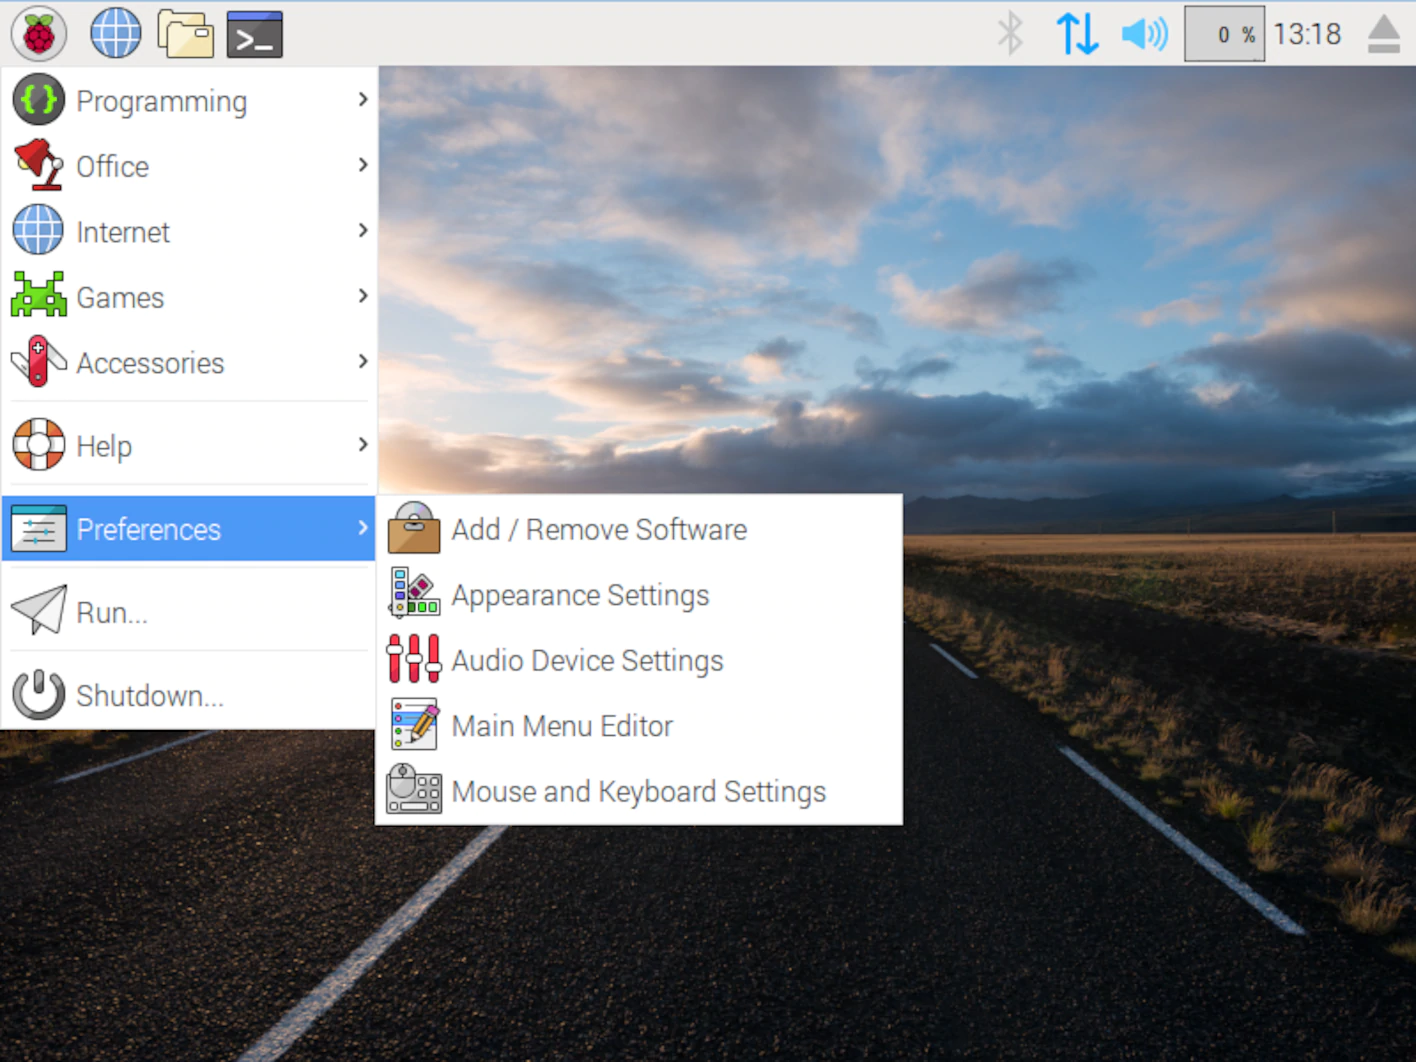 >_
0 %
13:18
{}
Programming
Office
Internet
Games
Accessories
Help
Preferences
Run...
Shutdown...
Add / Remove Software
Appearance Settings
Audio Device Settings
Main Menu Editor
Mouse and Keyboard Settings